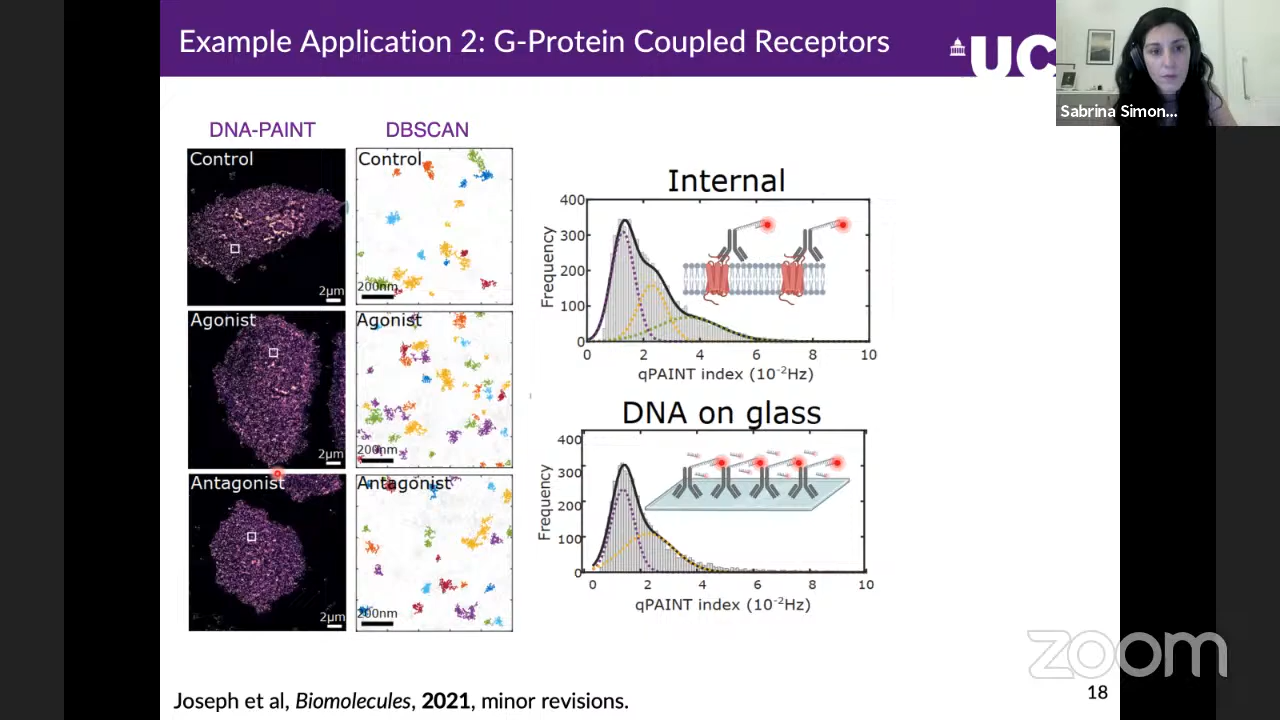 Example Application 2: G-Protein Coupled Receptors
UC
Sabrina Simon...
DNA-PAINT
DBSCAN
Control
2μm
Control
200nm
Agonist
2μm
Agonist
200nm
Antagonist
2μm
Antagonist
200nm
Internal
400
300
200
100
0
Frequency
0 2 4 6 8 10
qPAINT index (10⁻²Hz)
DNA on glass
400
300
200
100
0
Frequency
0 2 4 6 8 10
qPAINT index (10⁻²Hz)
Joseph et al, Biomolecules, 2021, minor revisions.
zoom
18